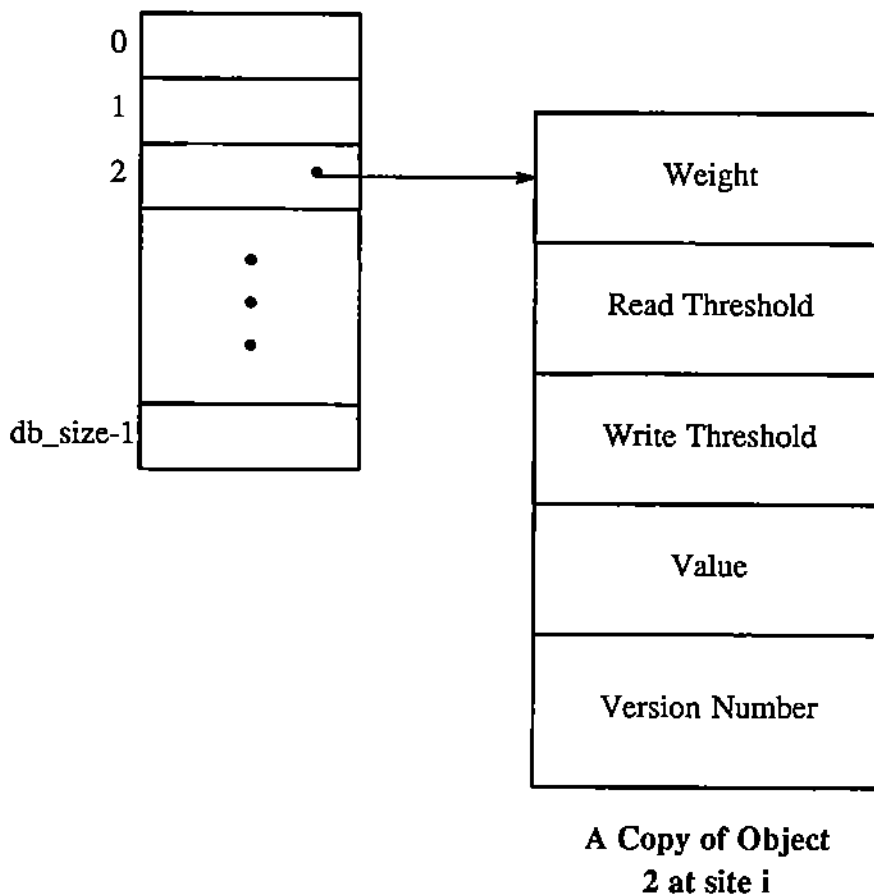 0
1
2
db_size-1
Weight
Read Threshold
Write Threshold
Value
Version Number
A Copy of Object
2 at site i